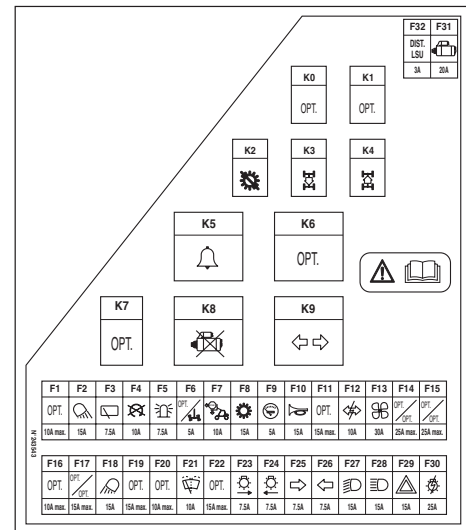 F32 F31
DIST.
LSU
3A 20A
K0 K1
OPT. OPT.
K2 K3 K4
K5 K6
OPT.
K7 K8 K9
OPT.
F1 F2 F3 F4 F5 F6 F7 F8 F9 F10 F11 F12 F13 F14 F15
OPT. OPT. OPT. OPT. OPT. OPT. OPT.
10A max. 15A 7.5A 10A 7.5A 5A 10A 15A 5A 15A 15A max. 10A 30A 25A max. 25A max.
F16 F17 F18 F19 F20 F21 F22 F23 F24 F25 F26 F27 F28 F29 F30
OPT. OPT. OPT. OPT. OPT. OPT.
10A max. 15A max. 15A 15A max. 10A max. 10A 15A max. 7.5A 7.5A 7.5A 7.5A 15A 15A 15A 25A
N°243543